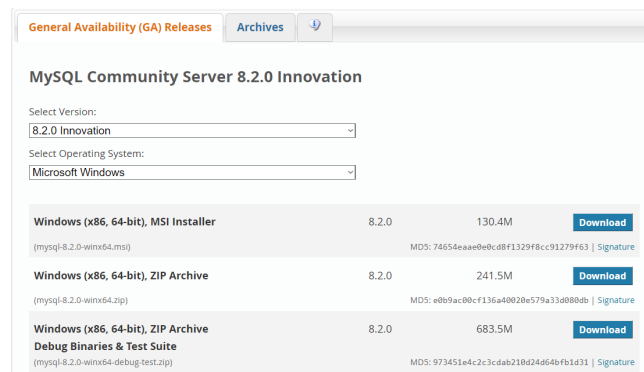 General Availability (GA) Releases
Archives
MySQL Community Server 8.2.0 Innovation
Select Version:
8.2.0 Innovation
Select Operating System:
Microsoft Windows
Windows (x86, 64-bit), MSI Installer 8.2.0 130.4M Download
(mysql-8.2.0-winx64.msi) MD5: 74654eaae0e0cd8f1329f8cc91279f63 | Signature
Windows (x86, 64-bit), ZIP Archive 8.2.0 241.5M Download
(mysql-8.2.0-winx64.zip) MD5: e0b9ac00cf136a40020e579a33d080db | Signature
Windows (x86, 64-bit), ZIP Archive 8.2.0 683.5M Download
Debug Binaries & Test Suite
(mysql-8.2.0-winx64-debug-test.zip) MD5: 973451e4c2c3cdab210d24d64bfb1d31 | Signature